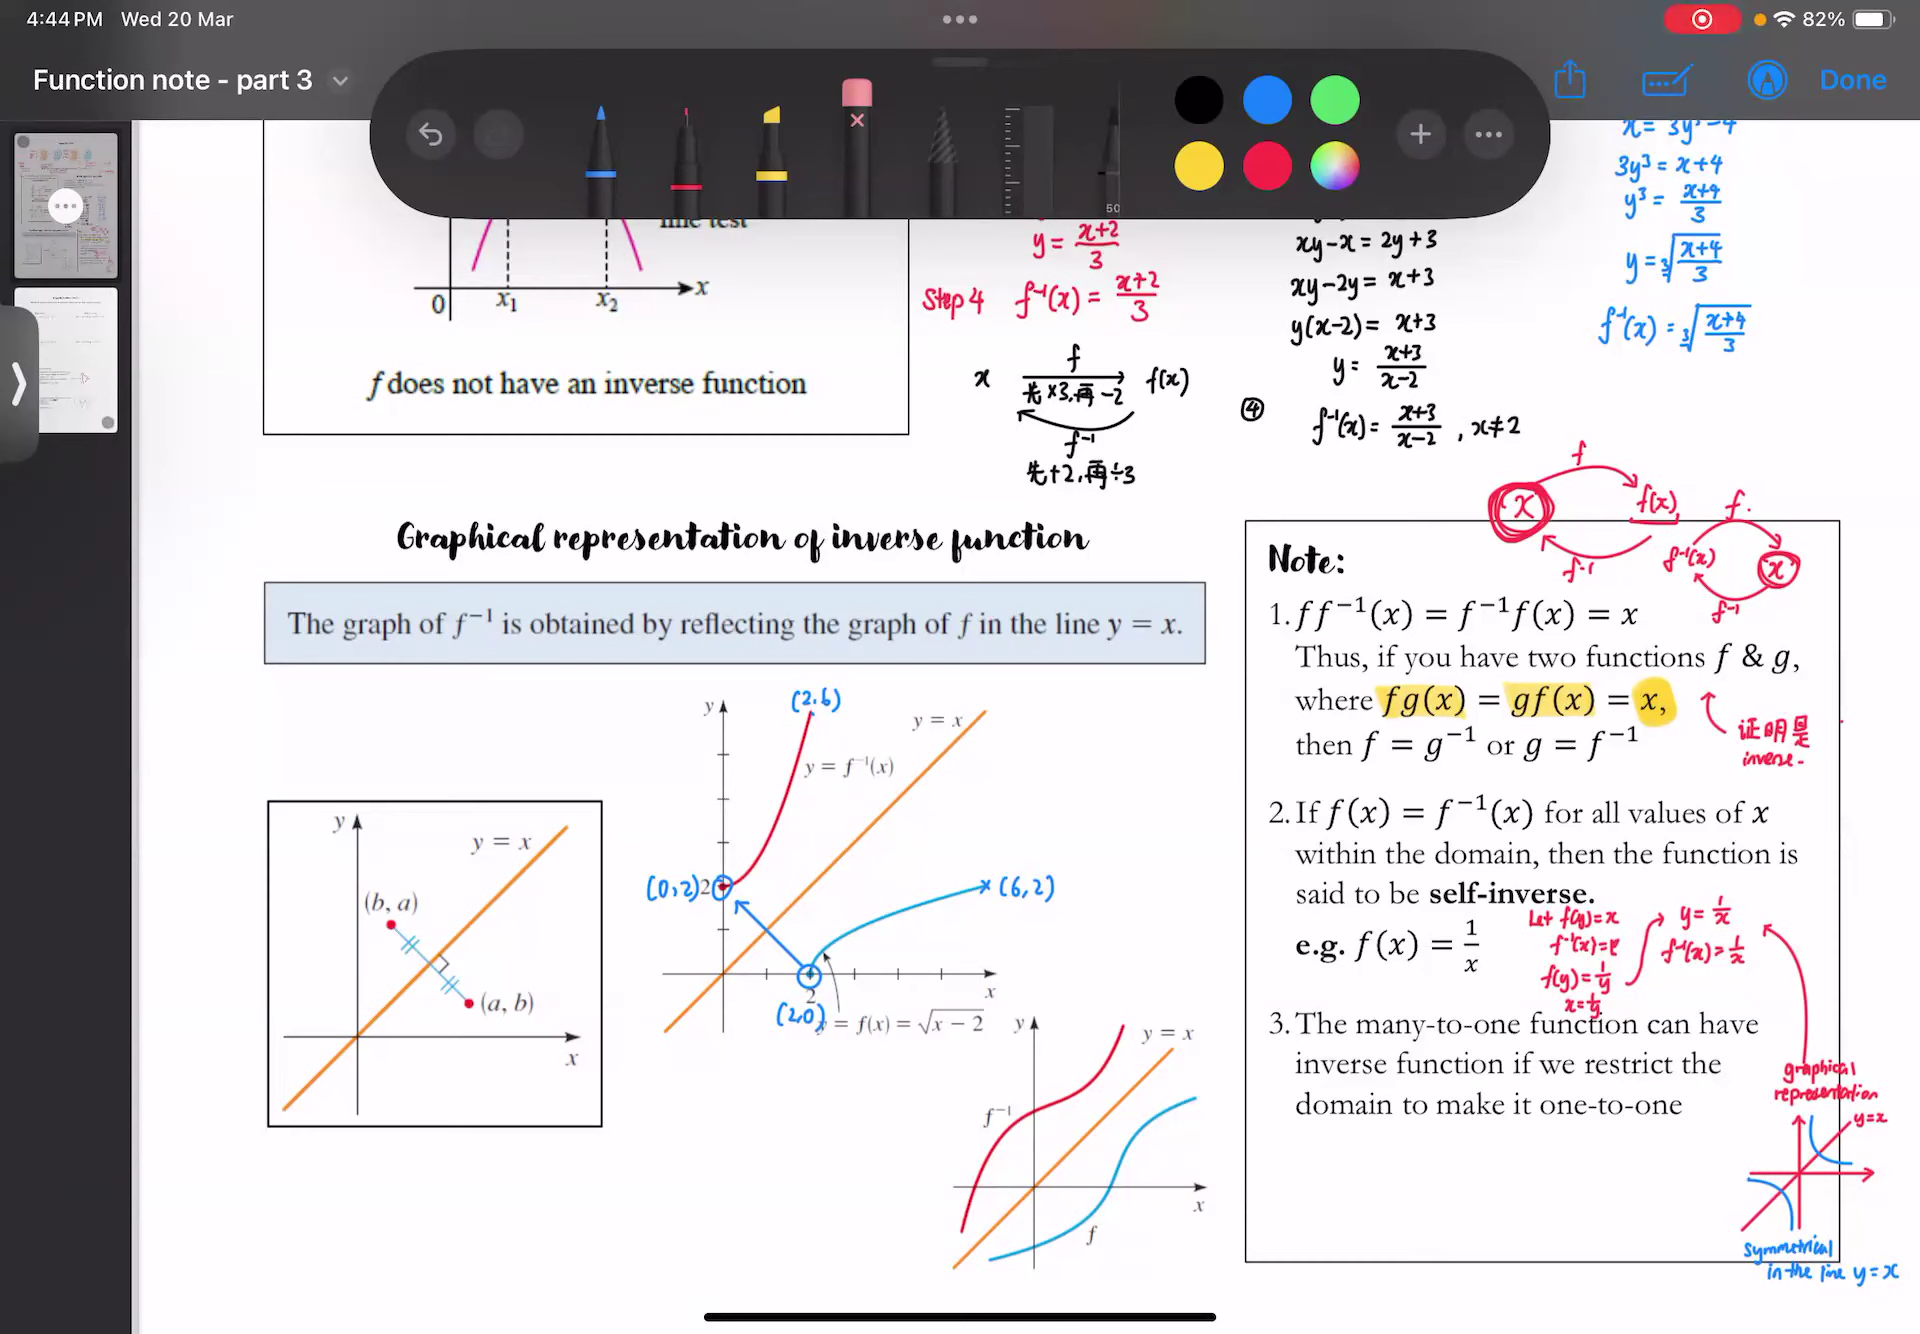 4:44 PM Wed 20 Mar
82%
Function note - part 3
Done
50
line test
0 x₁ x₂ x
f does not have an inverse function
y = (x+2)/3
Step 4 f⁻¹(x) = (x+2)/3
x f f(x)
先×3,再-2
f⁻¹
先+2,再÷3
xy-x = 2y+3
xy-2y = x+3
y(x-2) = x+3
y = (x+3)/(x-2)
④ f⁻¹(x) = (x+3)/(x-2) , x≠2
x = 3y³-4
3y³ = x+4
y³ = (x+4)/3
y = ∛((x+4)/3)
f⁻¹(x) = ∛((x+4)/3)
Graphical representation of inverse function
The graph of f⁻¹ is obtained by reflecting the graph of f in the line y = x.
y
y = x
(b, a)
(a, b)
x
y
(2,6)
y = x
y = f⁻¹(x)
(0,2) 2
(6,2)
2
x
(2,0)
= f(x) = √(x − 2)
y
y = x
f⁻¹
x
f
f
x f(x)
f⁻¹
f
f⁻¹(x) x
f⁻¹
Note:
1. ff⁻¹(x) = f⁻¹f(x) = x
Thus, if you have two functions f & g,
where fg(x) = gf(x) = x,
then f = g⁻¹ or g = f⁻¹
证明是
inverse.
2. If f(x) = f⁻¹(x) for all values of x
within the domain, then the function is
said to be self-inverse.
e.g. f(x) = 1/x
Let f(y)=x
f⁻¹(x)=y
f(y)=1/y
x=1/y
y = 1/x
f⁻¹(x) = 1/x
3. The many-to-one function can have
inverse function if we restrict the
domain to make it one-to-one
graphical
representation
y=x
symmetrical
in the line y=x